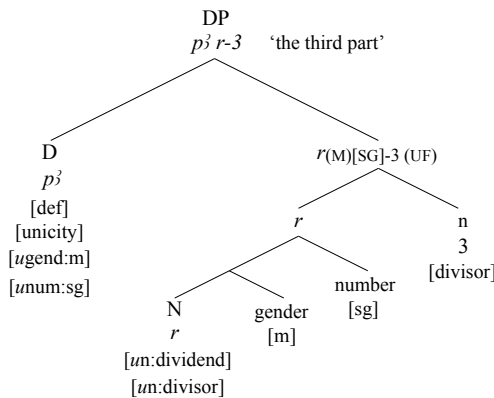 DP
pꜣ r-3 ‘the third part’
D
pꜣ
[def]
[unicity]
[ugend:m]
[unum:sg]
r(M)[SG]-3 (UF)
r
n
3
[divisor]
N
r
[un:dividend]
[un:divisor]
gender
[m]
number
[sg]